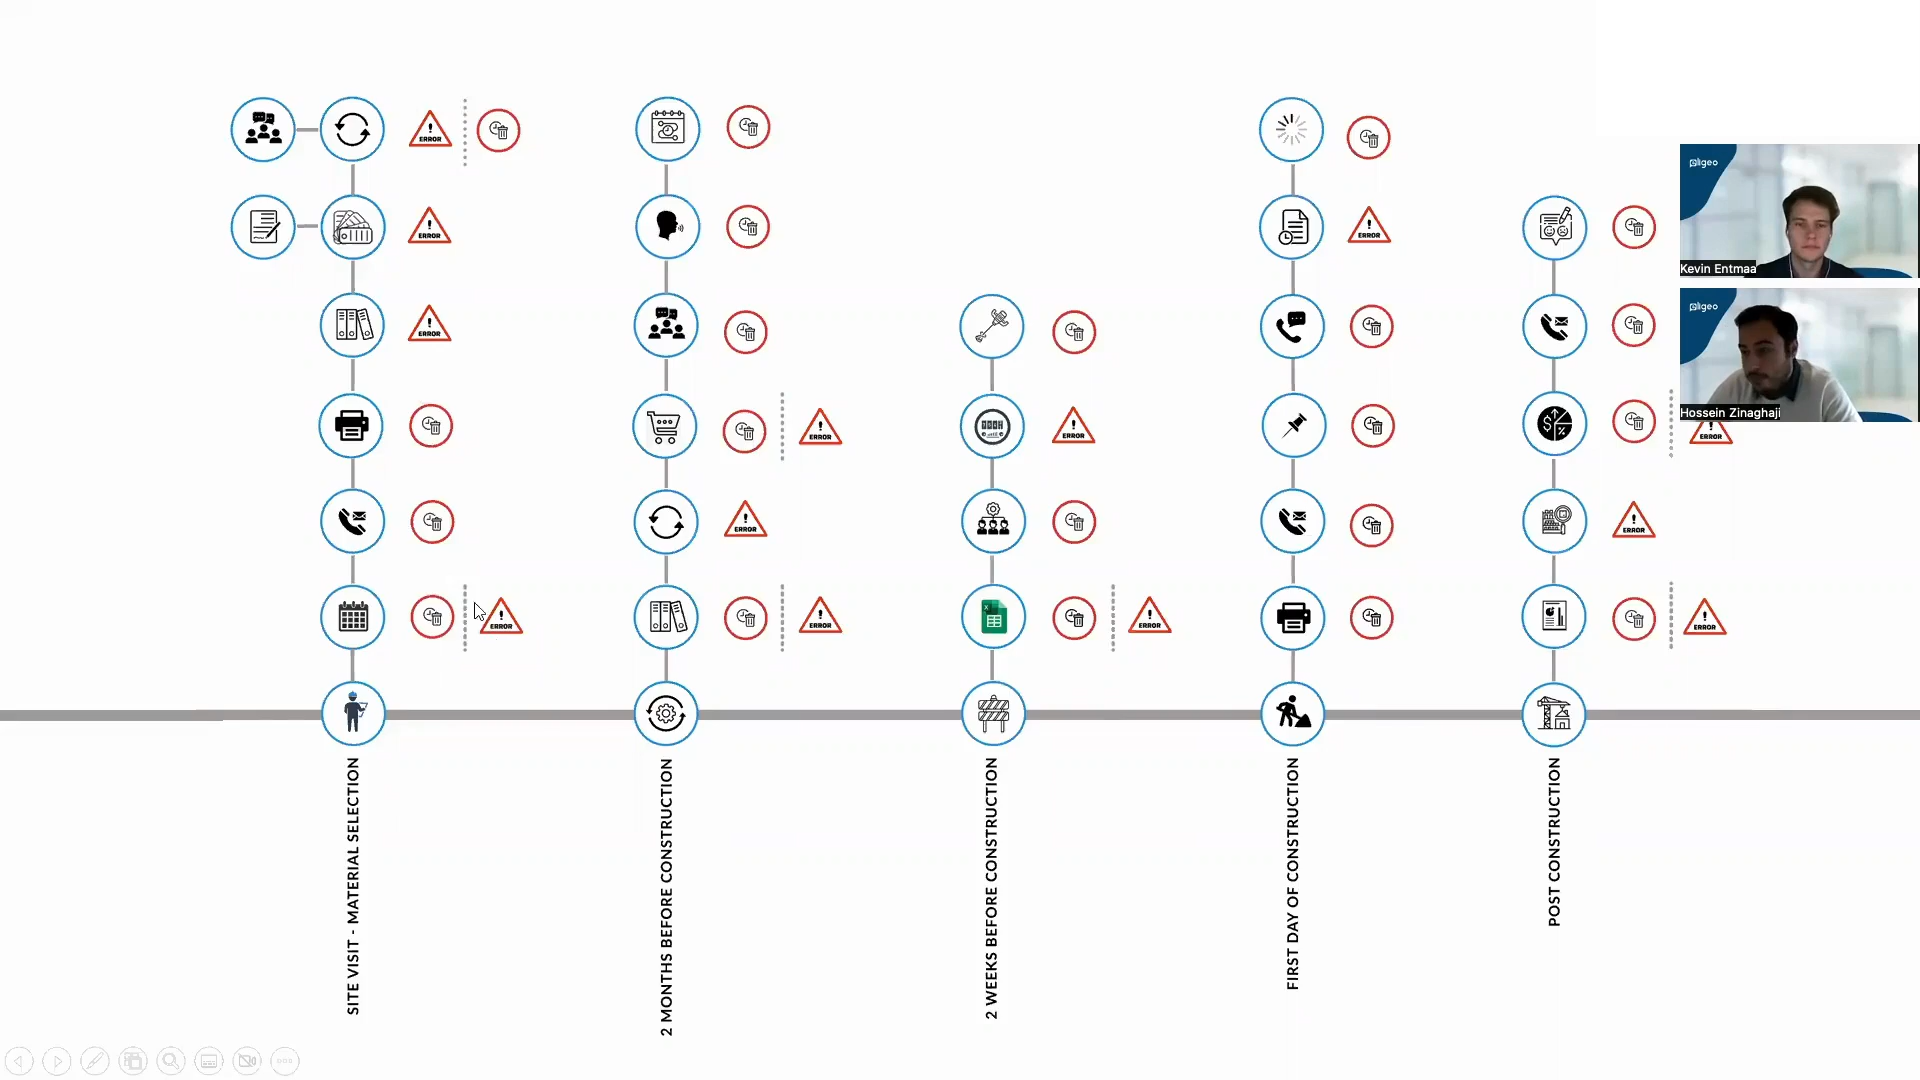 ERROR
ERROR
ERROR
ERROR
ERROR
ERROR
ERROR
ERROR
ERROR
ERROR
ERROR
ERROR
ERROR
ERROR
SITE VISIT - MATERIAL SELECTION
2 MONTHS BEFORE CONSTRUCTION
2 WEEKS BEFORE CONSTRUCTION
FIRST DAY OF CONSTRUCTION
POST CONSTRUCTION
Kevin Entmaa
Hossein Zinaghaji